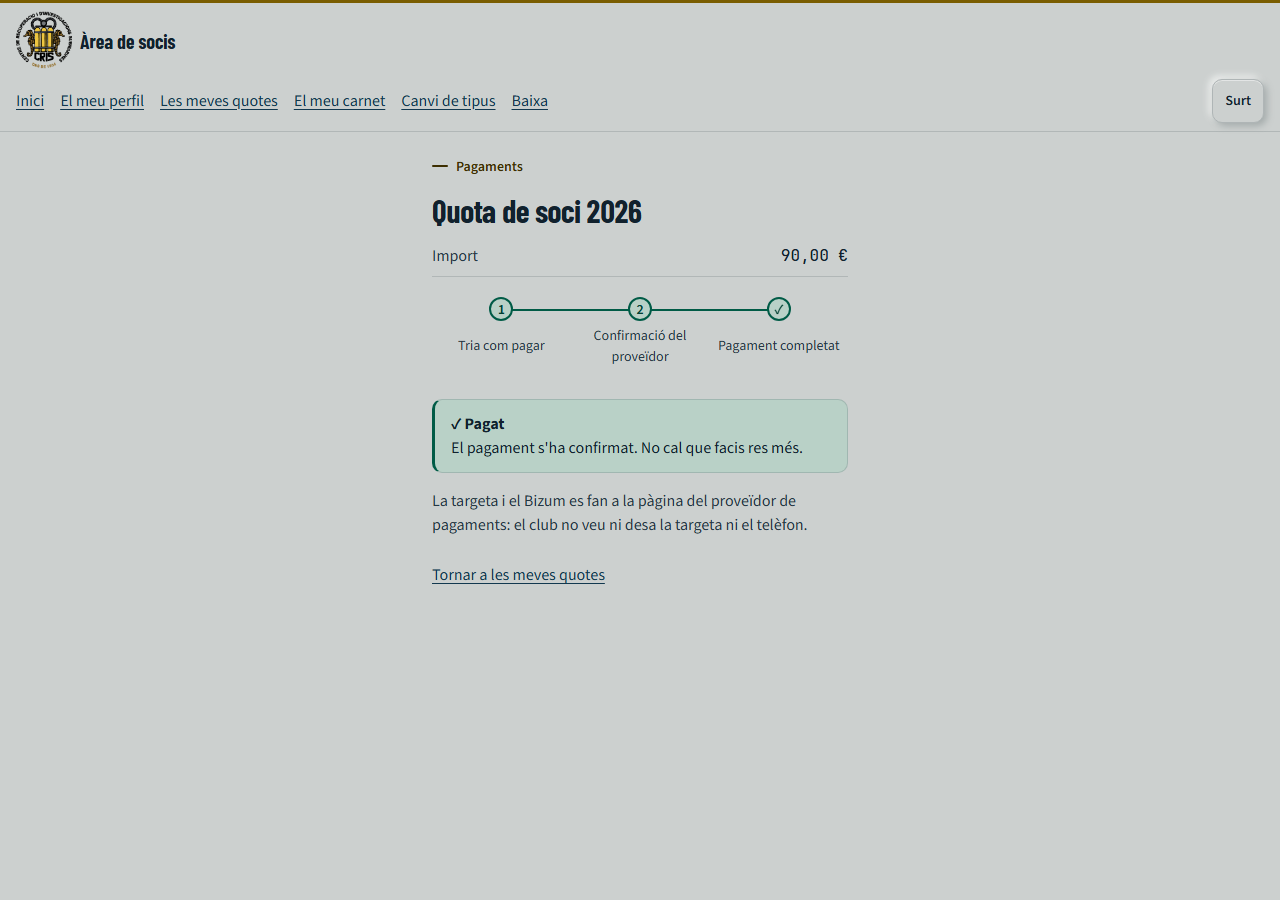 CRIS
Àrea de socis
Inici
El meu perfil
Les meves quotes
El meu carnet
Canvi de tipus
Baixa
Surt
Pagaments
Quota de soci 2026
Import
90,00 €
1
2
✓
Tria com pagar
Confirmació del
proveïdor
Pagament completat
✓ Pagat
El pagament s'ha confirmat. No cal que facis res més.
La targeta i el Bizum es fan a la pàgina del proveïdor de
pagaments: el club no veu ni desa la targeta ni el telèfon.
Tornar a les meves quotes